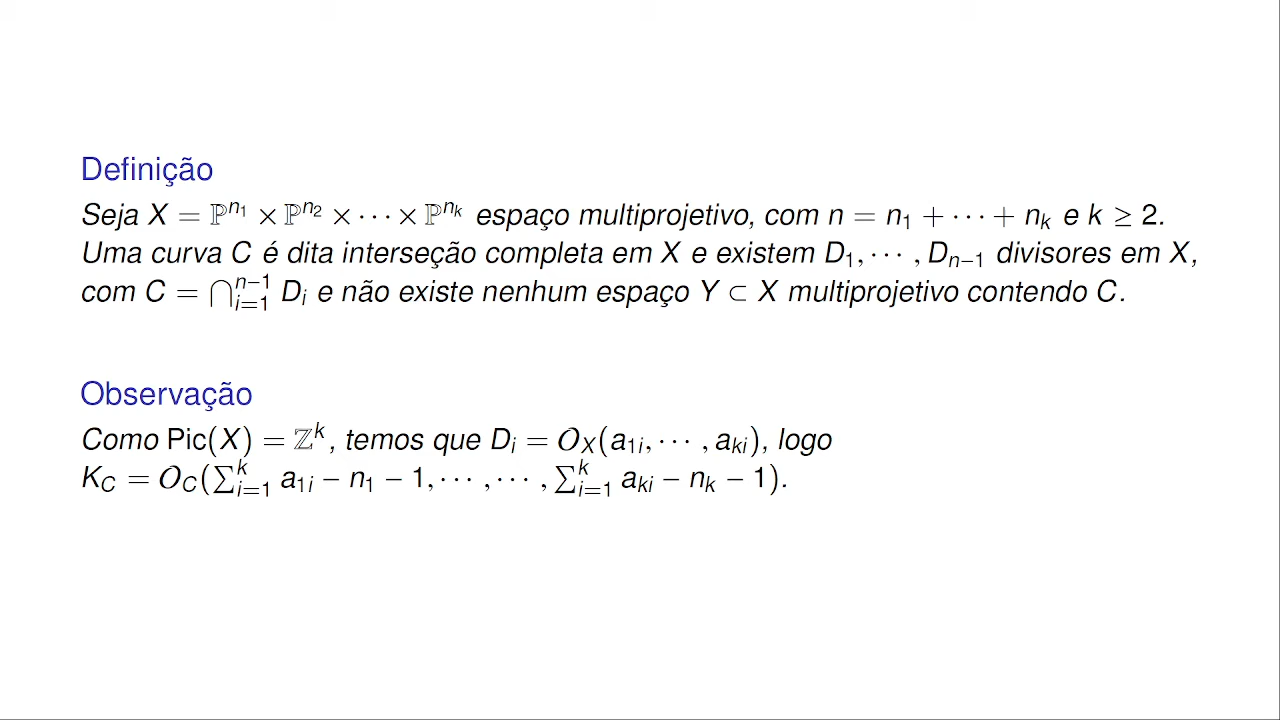 Definição
Seja X = ℙ^{n_1} × ℙ^{n_2} × ⋯ × ℙ^{n_k} espaço multiprojetivo, com n = n_1 + ⋯ + n_k e k ≥ 2.
Uma curva C é dita interseção completa em X e existem D_1, ⋯ , D_{n−1} divisores em X,
com C = ⋂_{i=1}^{n−1} D_i e não existe nenhum espaço Y ⊂ X multiprojetivo contendo C.
Observação
Como Pic(X) = ℤ^k, temos que D_i = 𝒪_X(a_{1i}, ⋯ , a_{ki}), logo
K_C = 𝒪_C(∑_{i=1}^k a_{1i} − n_1 − 1, ⋯ , ⋯ , ∑_{i=1}^k a_{ki} − n_k − 1).